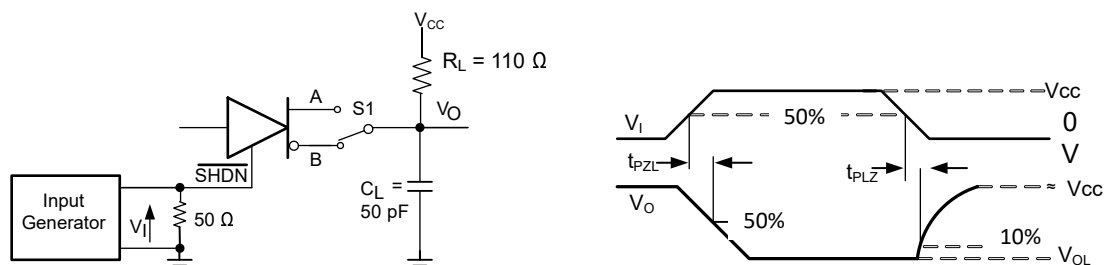 VCC
RL = 110 Ω
A
S1
VO
B
SHDN
CL =
50 pF
Input
Generator
VI
50 Ω
Vcc
VI
50%
0
V
tPZL
tPLZ
≈ Vcc
VO
50%
10%
VOL